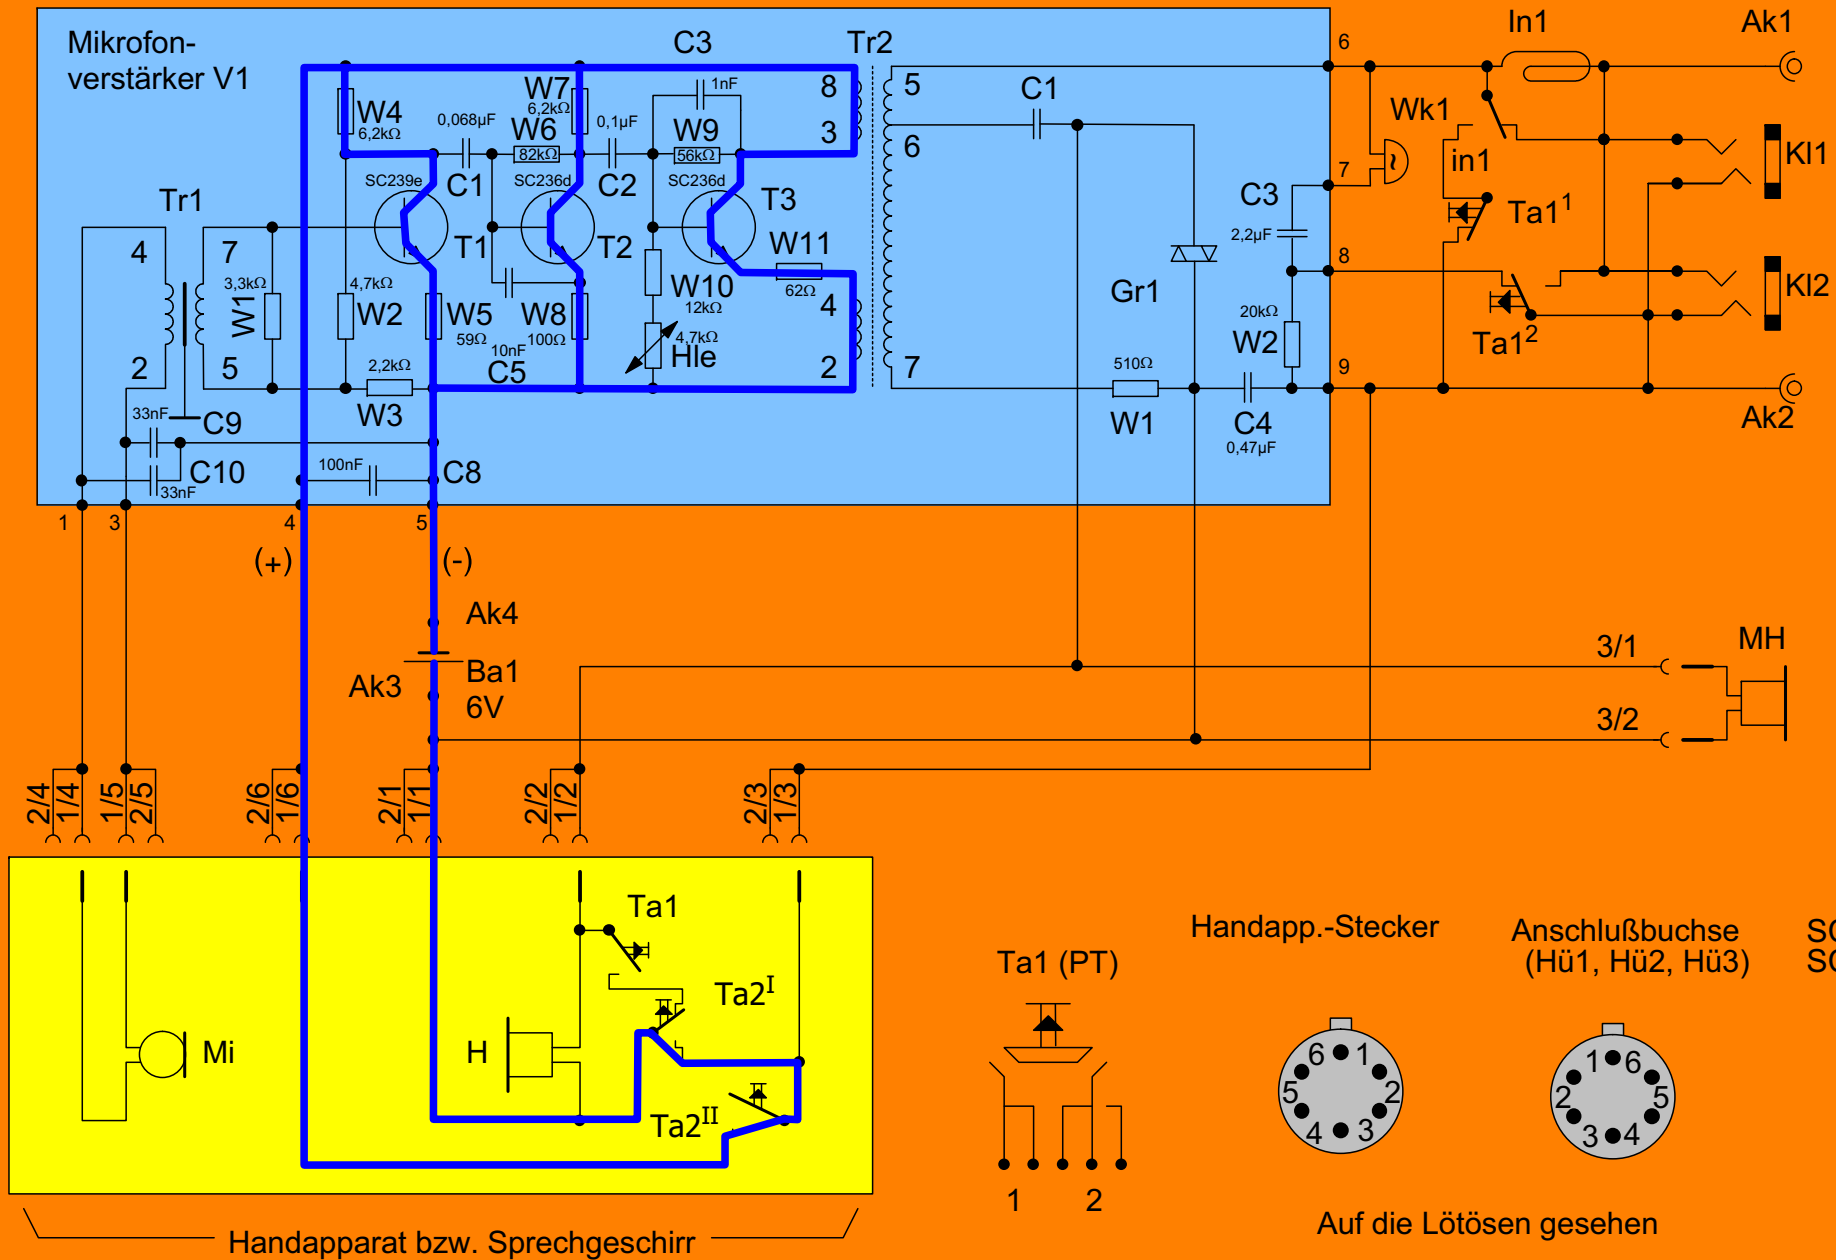 Mikrofon-
verstärker V1
C3
Tr2
6
In1
Ak1
1nF
W4
6,2kΩ
W7
6,2kΩ
8
5
C1
Wk1
0,068µF
W6
0,1µF
W9
3
82kΩ
56kΩ
6
in1
Kl1
7
SC239e
C1
SC236d
C2
SC236d
Tr1
T3
C3
Ta1¹
4
7
T1
T2
W11
2,2µF
8
3,3kΩ
W1
4,7kΩ
W2
W5
59Ω
W8
100Ω
W10
12kΩ
62Ω
Gr1
Kl2
4
20kΩ
W2
Ta1²
10nF
C5
4,7kΩ
Hle
2
5
2,2kΩ
W3
2
7
510Ω
W1
9
33nF
C9
C4
0,47µF
Ak2
C10
33nF
100nF
C8
1
3
4
5
(+)
(-)
Ak4
Ba1
6V
Ak3
3/1
MH
3/2
2/4
1/4
1/5
2/5
2/6
1/6
2/1
1/1
2/2
1/2
2/3
1/3
Ta1
Handapp.-Stecker
Anschlußbuchse
(Hü1, Hü2, Hü3)
SC
SC
Ta1 (PT)
Ta2ᴵ
Mi
H
Ta2ᴵᴵ
6 1
5 2
4 3
1 6
2 5
3 4
1
2
Auf die Lötösen gesehen
Handapparat bzw. Sprechgeschirr